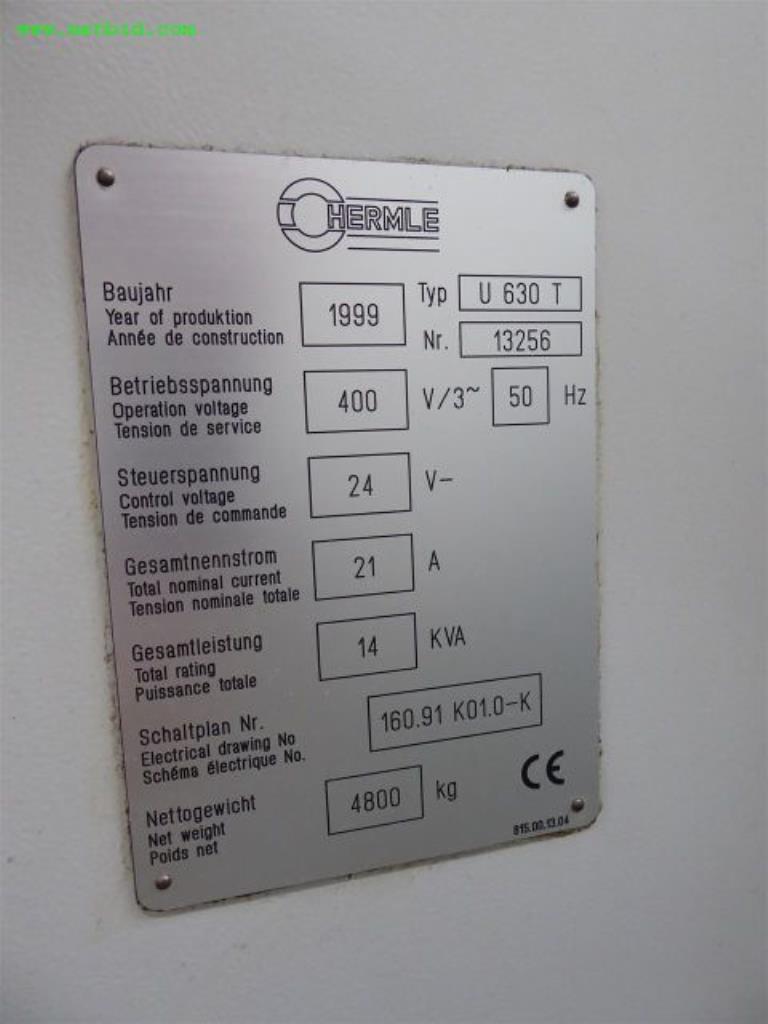 www.netbid.com
HERMLE
Baujahr
Year of produktion
Année de construction
1999
Typ U 630 T
Nr. 13256
Betriebsspannung
Operation voltage
Tension de service
400 V/3~ 50 Hz
Steuerspannung
Control voltage
Tension de commande
24 V-
Gesamtnennstrom
Total nominal current
Tension nominale totale
21 A
Gesamtleistung
Total rating
Puissance totale
14 KVA
Schaltplan Nr.
Electrical drawing No
Schéma électrique No.
160.91 K01.0-K
Nettogewicht
Net weight
Poids net
4800 kg
CE
815.00.13.04